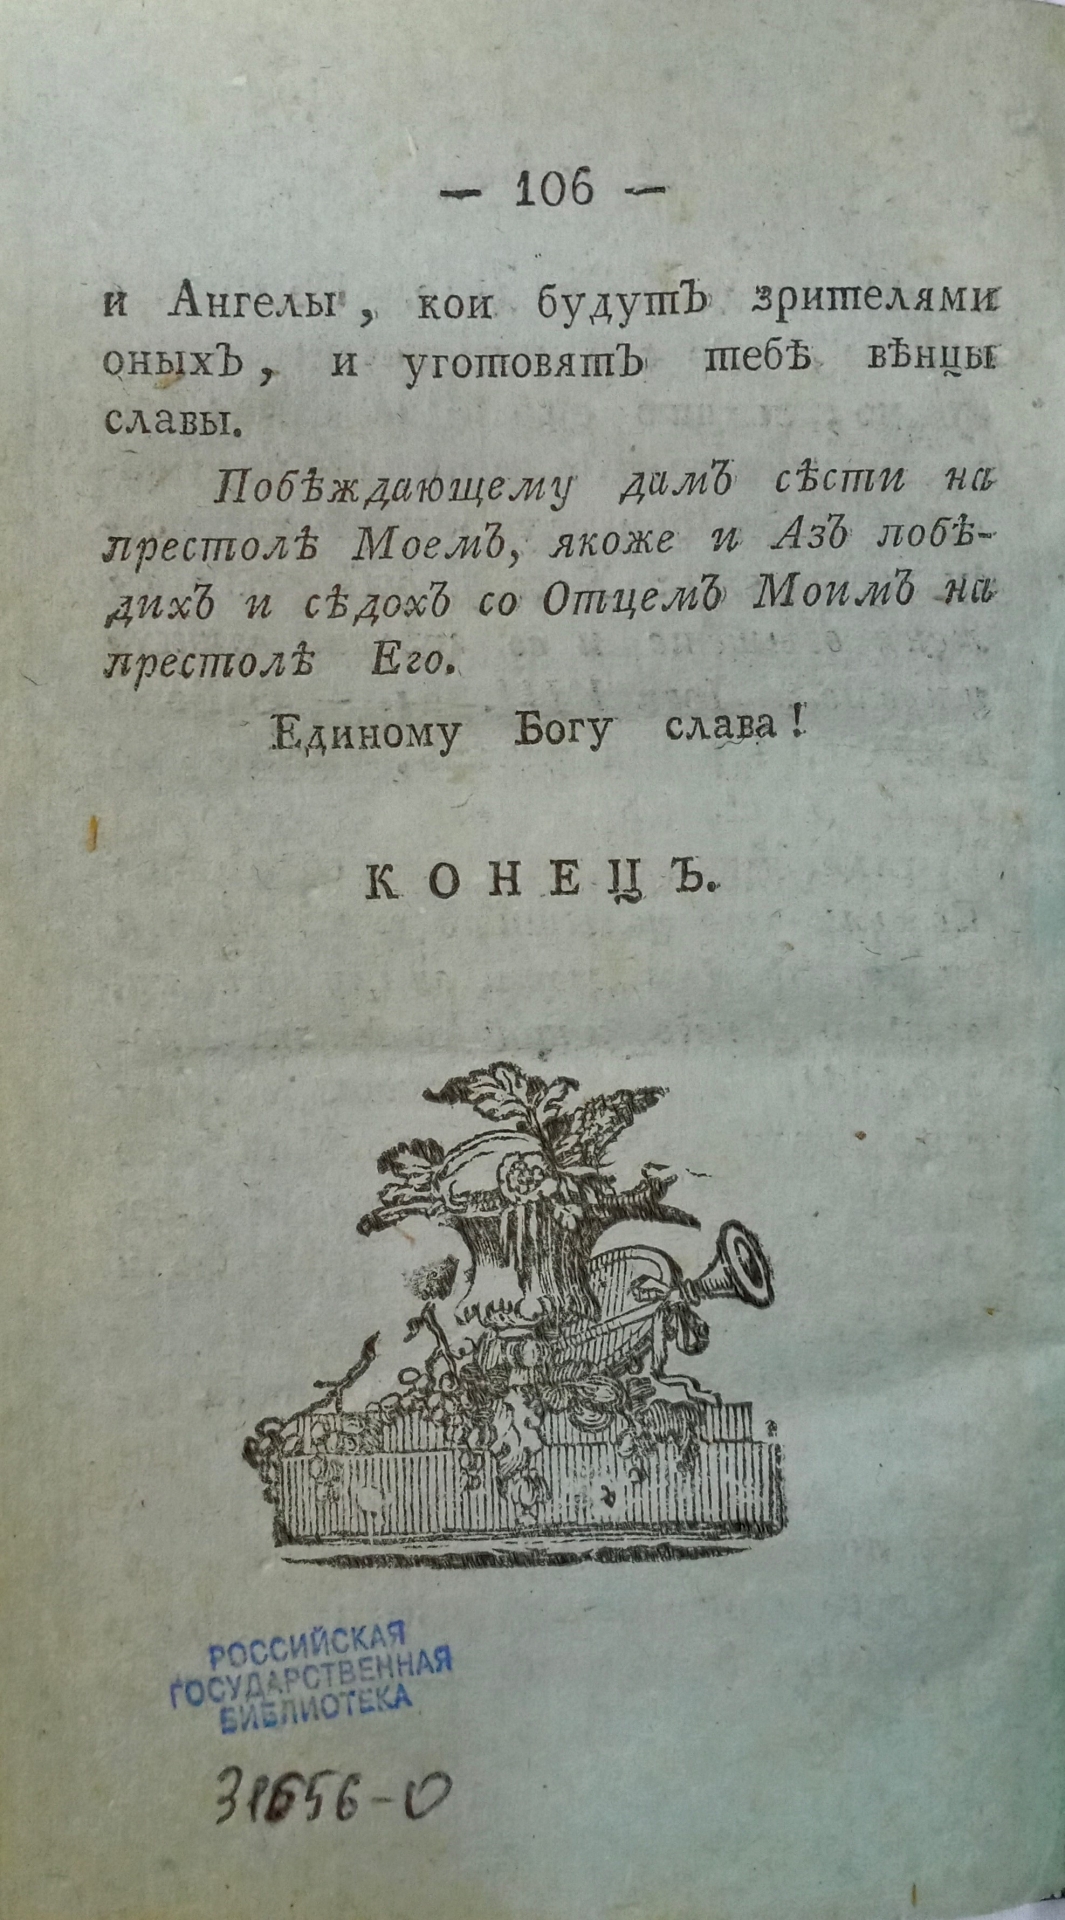 — 106 —
и Ангелы, кои будутъ зрителями
оныхъ, и уготовятъ тебѣ вѣнцы
славы.
Побѣждающему дамъ сѣсти на
престолѣ Моемъ, якоже и Азъ побѣ-
дихъ и сѣдохъ со Отцемъ Моимъ на
престолѣ Его.
Единому Богу слава!
КОНЕЦЪ.
РОССИЙСКАЯ
ГОСУДАРСТВЕННАЯ
БИБЛИОТЕКА
31656-0